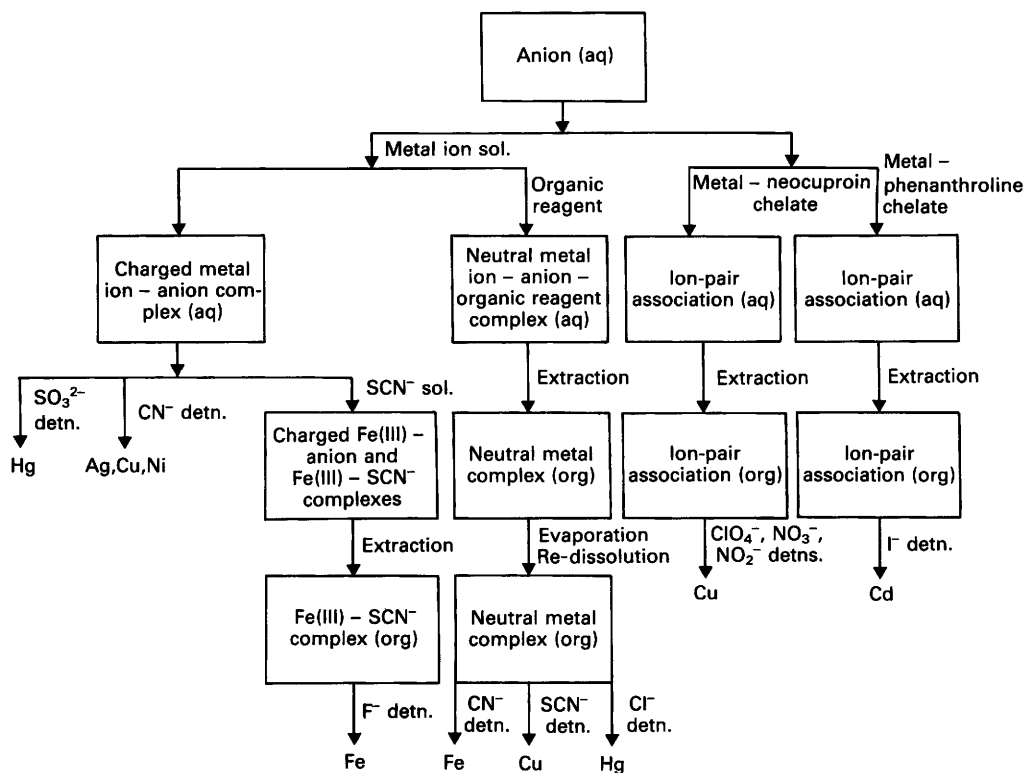 Anion (aq)
Metal ion sol.
Organic
reagent
Metal – neocuproin
chelate
Metal –
phenanthroline
chelate
Charged metal
ion – anion com-
plex (aq)
Neutral metal
ion – anion –
organic reagent
complex (aq)
Ion-pair
association (aq)
Ion-pair
association (aq)
SO₃²⁻
detn.
CN⁻ detn.
SCN⁻ sol.
Extraction
Extraction
Extraction
Hg
Ag,Cu,Ni
Charged Fe(III) –
anion and
Fe(III) – SCN⁻
complexes
Neutral metal
complex (org)
Ion-pair
association (org)
Ion-pair
association (org)
Extraction
Evaporation
Re-dissolution
ClO₄⁻, NO₃⁻,
NO₂⁻ detns.
I⁻ detn.
Cu
Cd
Fe(III) – SCN⁻
complex (org)
Neutral metal
complex (org)
F⁻ detn.
CN⁻
detn.
SCN⁻
detn.
Cl⁻
detn.
Fe
Fe
Cu
Hg